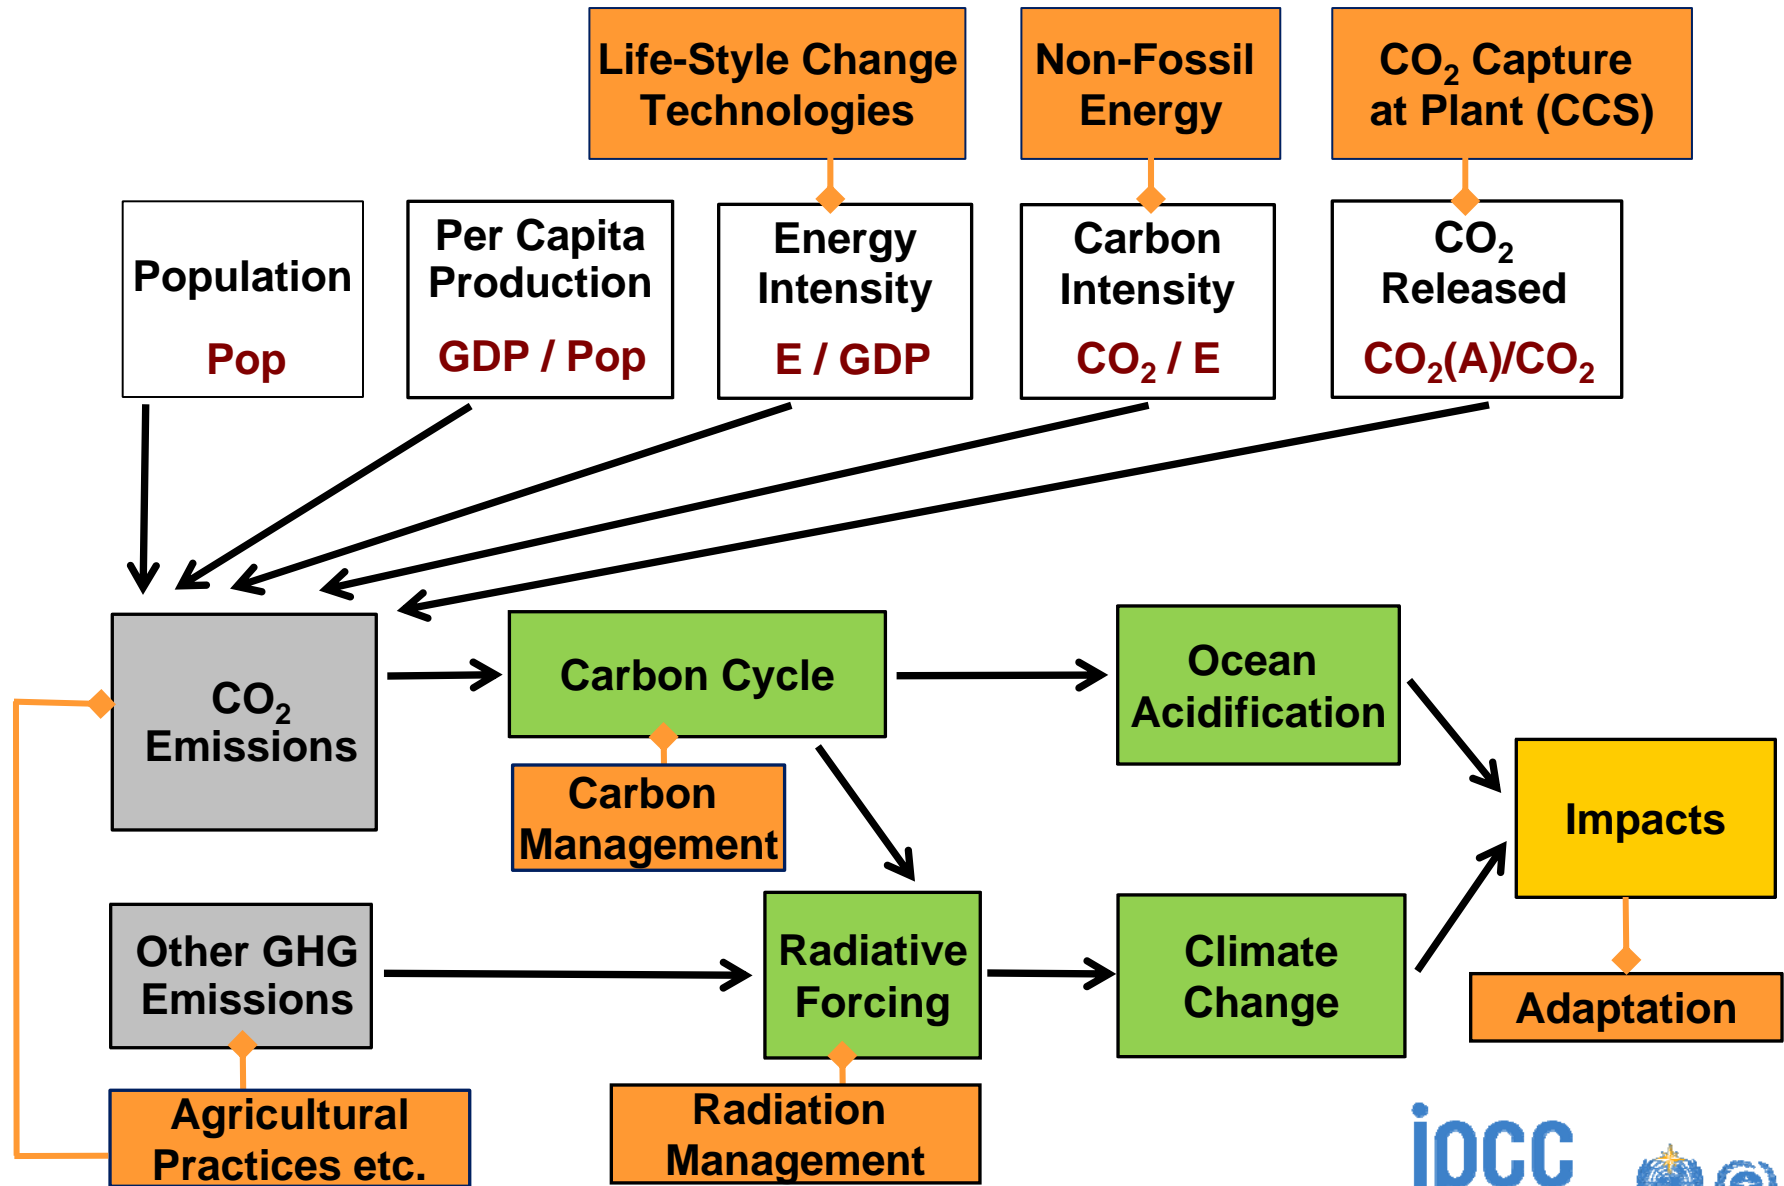 Life-Style Change
Technologies
Non-Fossil
Energy
CO₂ Capture
at Plant (CCS)
Population
Pop
Per Capita
Production
GDP / Pop
Energy
Intensity
E / GDP
Carbon
Intensity
CO₂ / E
CO₂
Released
CO₂(A)/CO₂
CO₂
Emissions
Carbon Cycle
Ocean
Acidification
Carbon
Management
Impacts
Other GHG
Emissions
Radiative
Forcing
Climate
Change
Adaptation
Agricultural
Practices etc.
Radiation
Management
ipcc